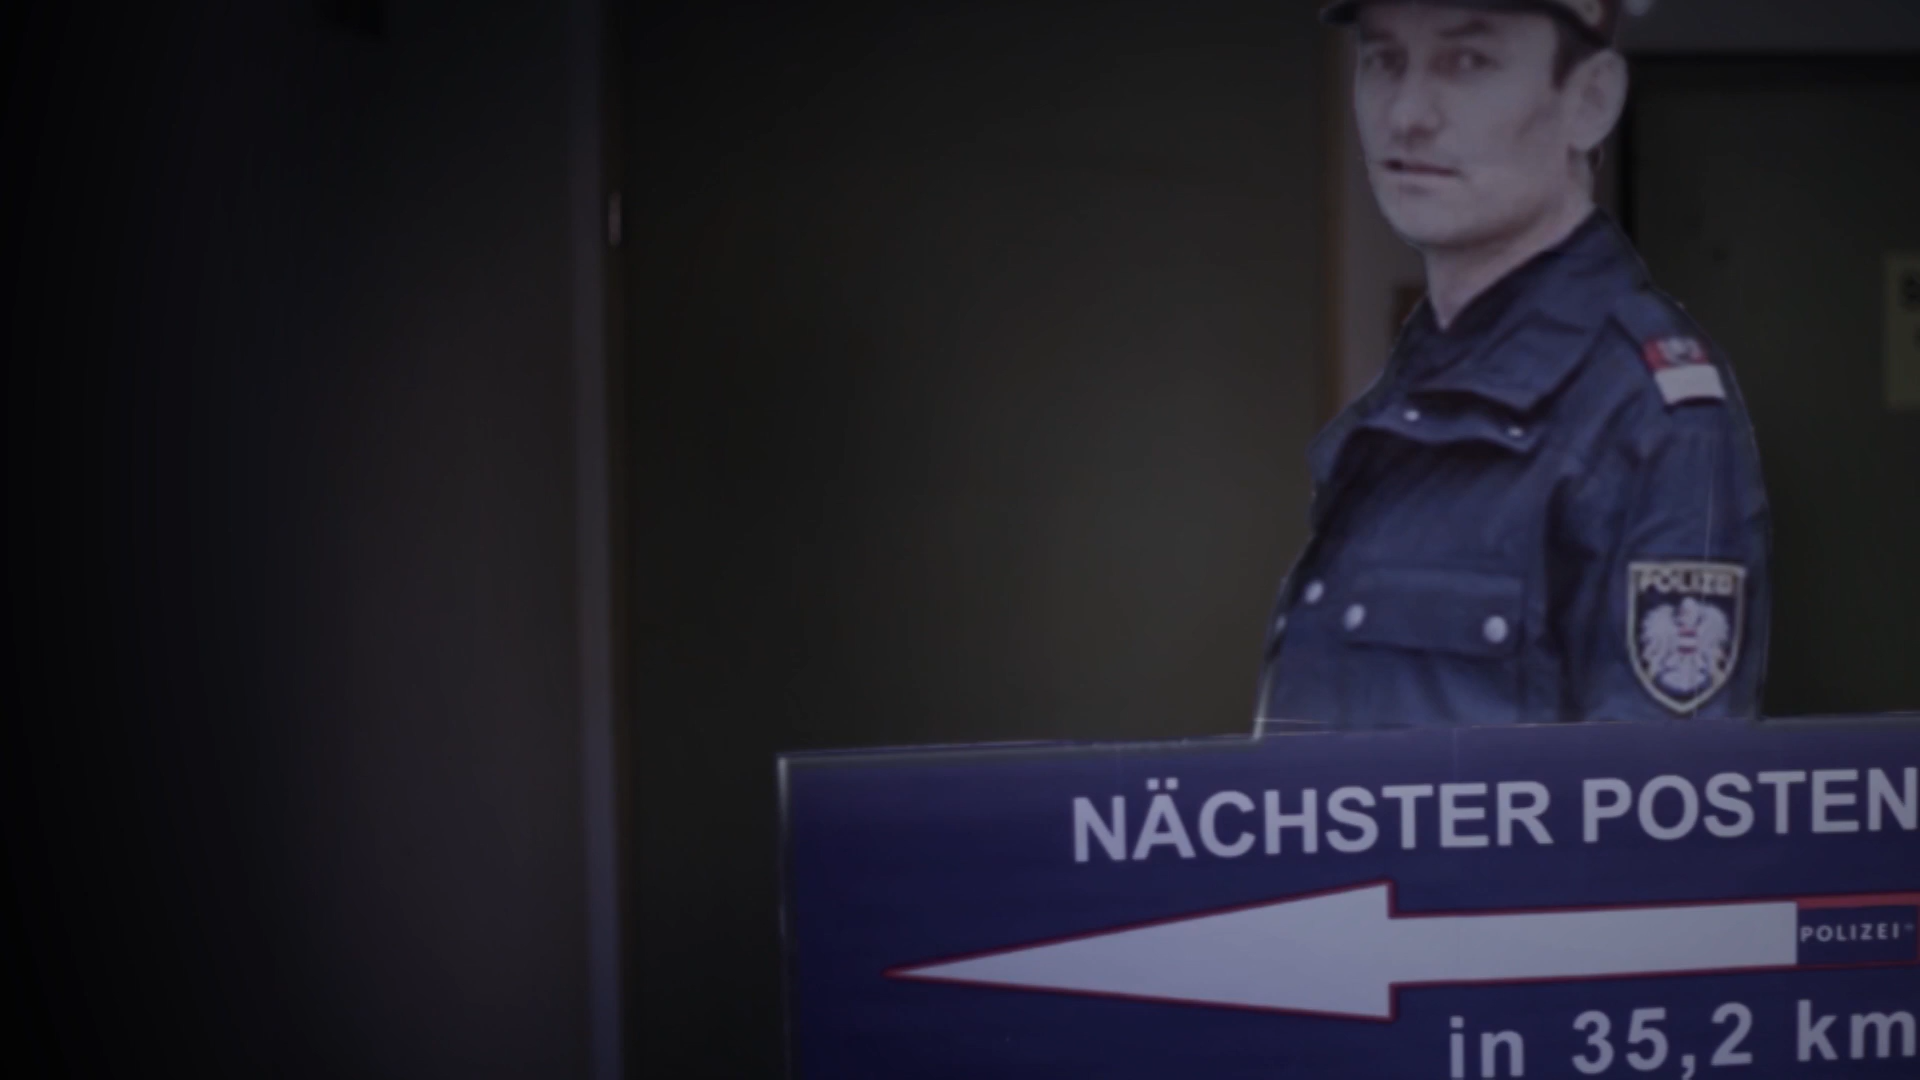 POLIZEI
NÄCHSTER POSTEN
POLIZEI
in 35,2 km